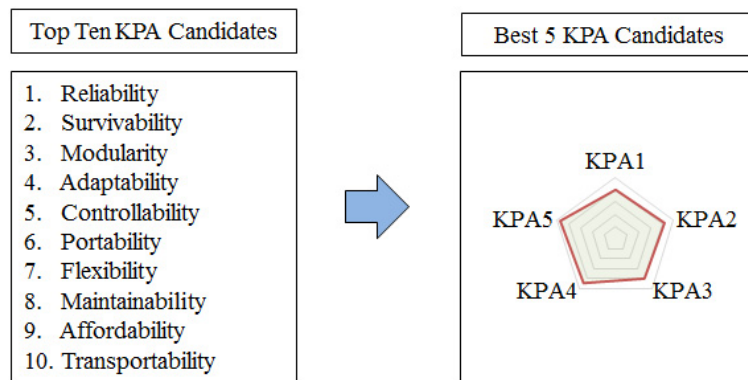 Top Ten KPA Candidates
1. Reliability
2. Survivability
3. Modularity
4. Adaptability
5. Controllability
6. Portability
7. Flexibility
8. Maintainability
9. Affordability
10. Transportability
Best 5 KPA Candidates
KPA1
KPA5
KPA2
KPA4
KPA3